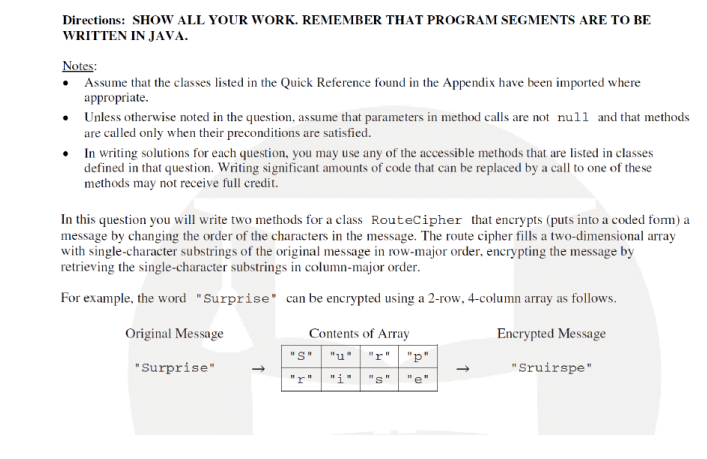 Directions: SHOW ALL YOUR WORK. REMEMBER THAT PROGRAM SEGMENTS ARE TO BE
WRITTEN IN JAVA.
Notes:
• Assume that the classes listed in the Quick Reference found in the Appendix have been imported where
appropriate.
• Unless otherwise noted in the question, assume that parameters in method calls are not null and that methods
are called only when their preconditions are satisfied.
• In writing solutions for each question, you may use any of the accessible methods that are listed in classes
defined in that question. Writing significant amounts of code that can be replaced by a call to one of these
methods may not receive full credit.
In this question you will write two methods for a class RouteCipher that encrypts (puts into a coded form) a
message by changing the order of the characters in the message. The route cipher fills a two-dimensional array
with single-character substrings of the original message in row-major order, encrypting the message by
retrieving the single-character substrings in column-major order.
For example, the word "Surprise" can be encrypted using a 2-row, 4-column array as follows.
Original Message Contents of Array Encrypted Message
"S" "u" "r" "p"
"Surprise" → → "Sruirspe"
"r" "i" "s" "e"